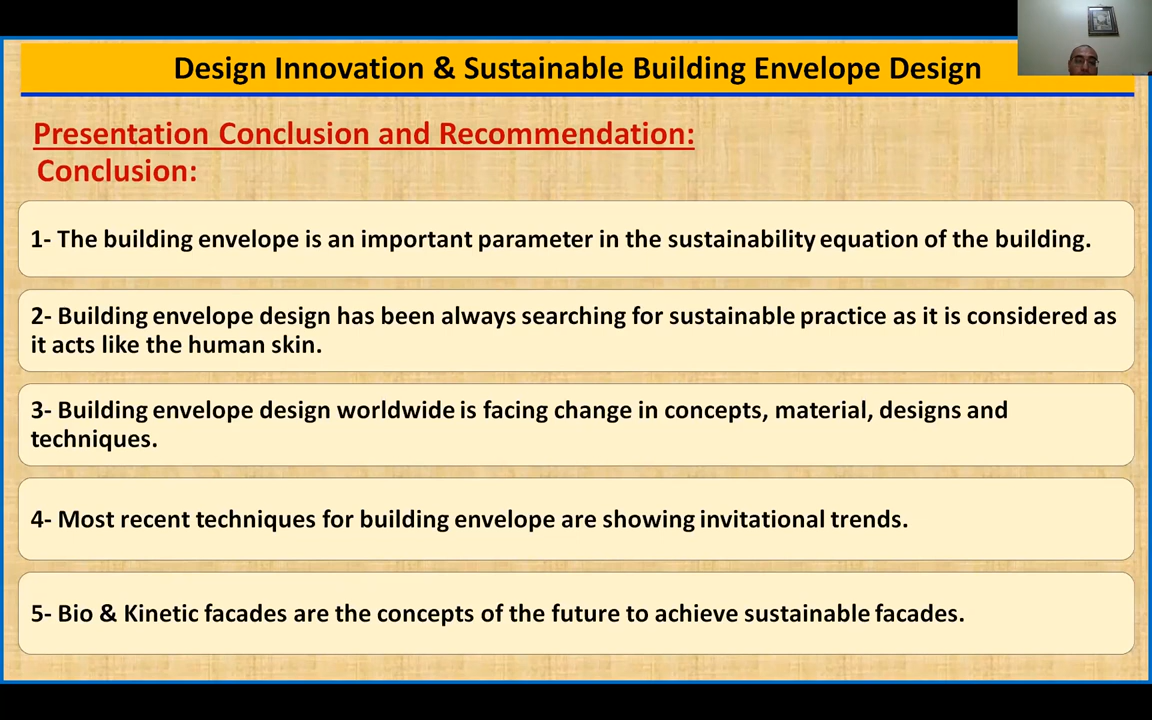 Design Innovation & Sustainable Building Envelope Design
Presentation Conclusion and Recommendation:
Conclusion:
1- The building envelope is an important parameter in the sustainability equation of the building.
2- Building envelope design has been always searching for sustainable practice as it is considered as
it acts like the human skin.
3- Building envelope design worldwide is facing change in concepts, material, designs and
techniques.
4- Most recent techniques for building envelope are showing invitational trends.
5- Bio & Kinetic facades are the concepts of the future to achieve sustainable facades.